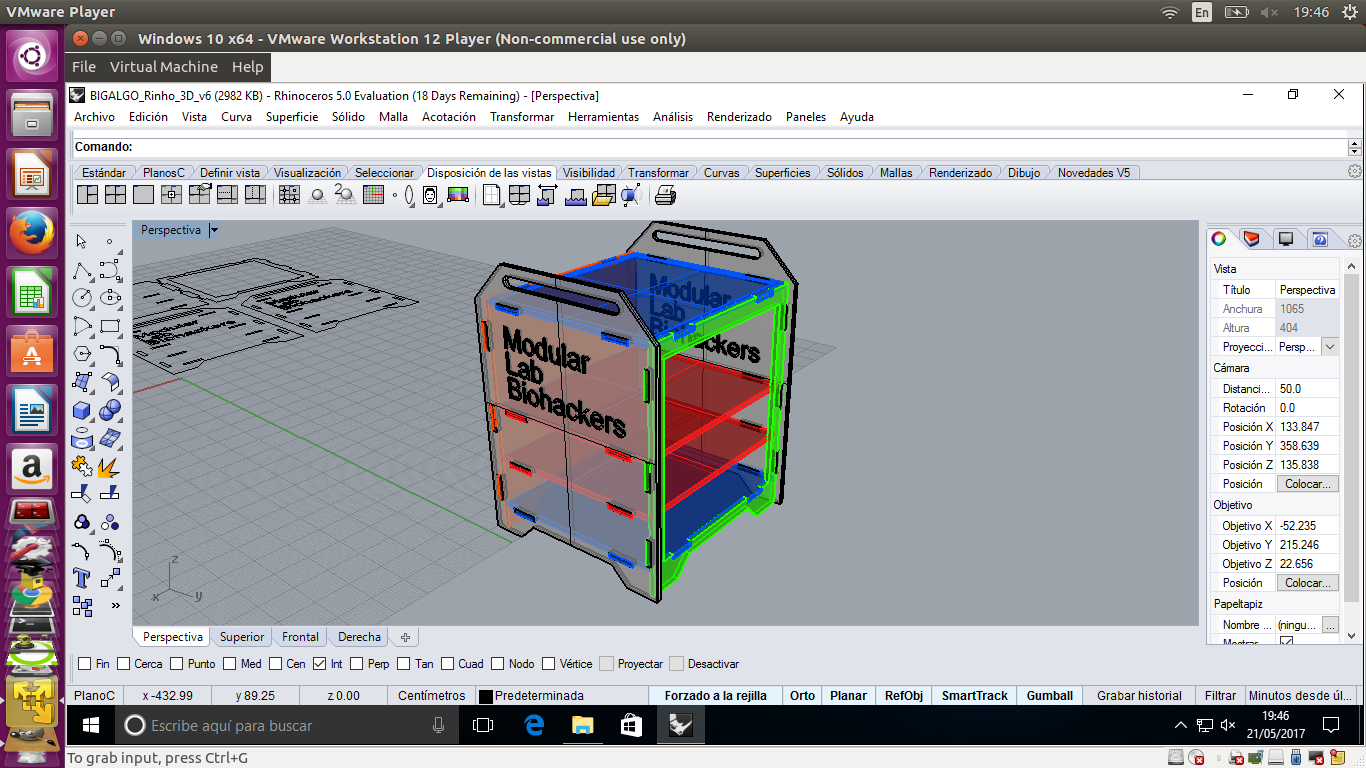 VMware Player
En
19:46
Windows 10 x64 - VMware Workstation 12 Player (Non-commercial use only)
File Virtual Machine Help
BIGALGO_Rinho_3D_v6 (2982 KB) - Rhinoceros 5.0 Evaluation (18 Days Remaining) - [Perspectiva]
Archivo Edición Vista Curva Superficie Sólido Malla Acotación Transformar Herramientas Análisis Renderizado Paneles Ayuda
Comando:
Estándar PlanosC Definir vista Visualización Seleccionar Disposición de las vistas Visibilidad Transformar Curvas Superficies Sólidos Mallas Renderizado Dibujo Novedades V5
Perspectiva
Modular
Lab
Biohackers
Modular
Lab
Biohackers
z
x
y
Vista
Título Perspectiva
Anchura 1065
Altura 404
Proyecci... Persp...
Cámara
Distanci... 50.0
Rotación 0.0
Posición X 133.847
Posición Y 358.639
Posición Z 135.838
Posición Colocar...
Objetivo
Objetivo X -52.235
Objetivo Y 215.246
Objetivo Z 22.656
Posición Colocar...
Papeltapiz
Nombre ... (ningu... ...
Mostrar
Perspectiva Superior Frontal Derecha
Fin Cerca Punto Med Cen Int Perp Tan Cuad Nodo Vértice Proyectar Desactivar
PlanoC x -432.99 y 89.25 z 0.00 Centímetros Predeterminada Forzado a la rejilla Orto Planar RefObj SmartTrack Gumball Grabar historial Filtrar Minutos desde úl...
Escribe aquí para buscar
19:46
21/05/2017
To grab input, press Ctrl+G